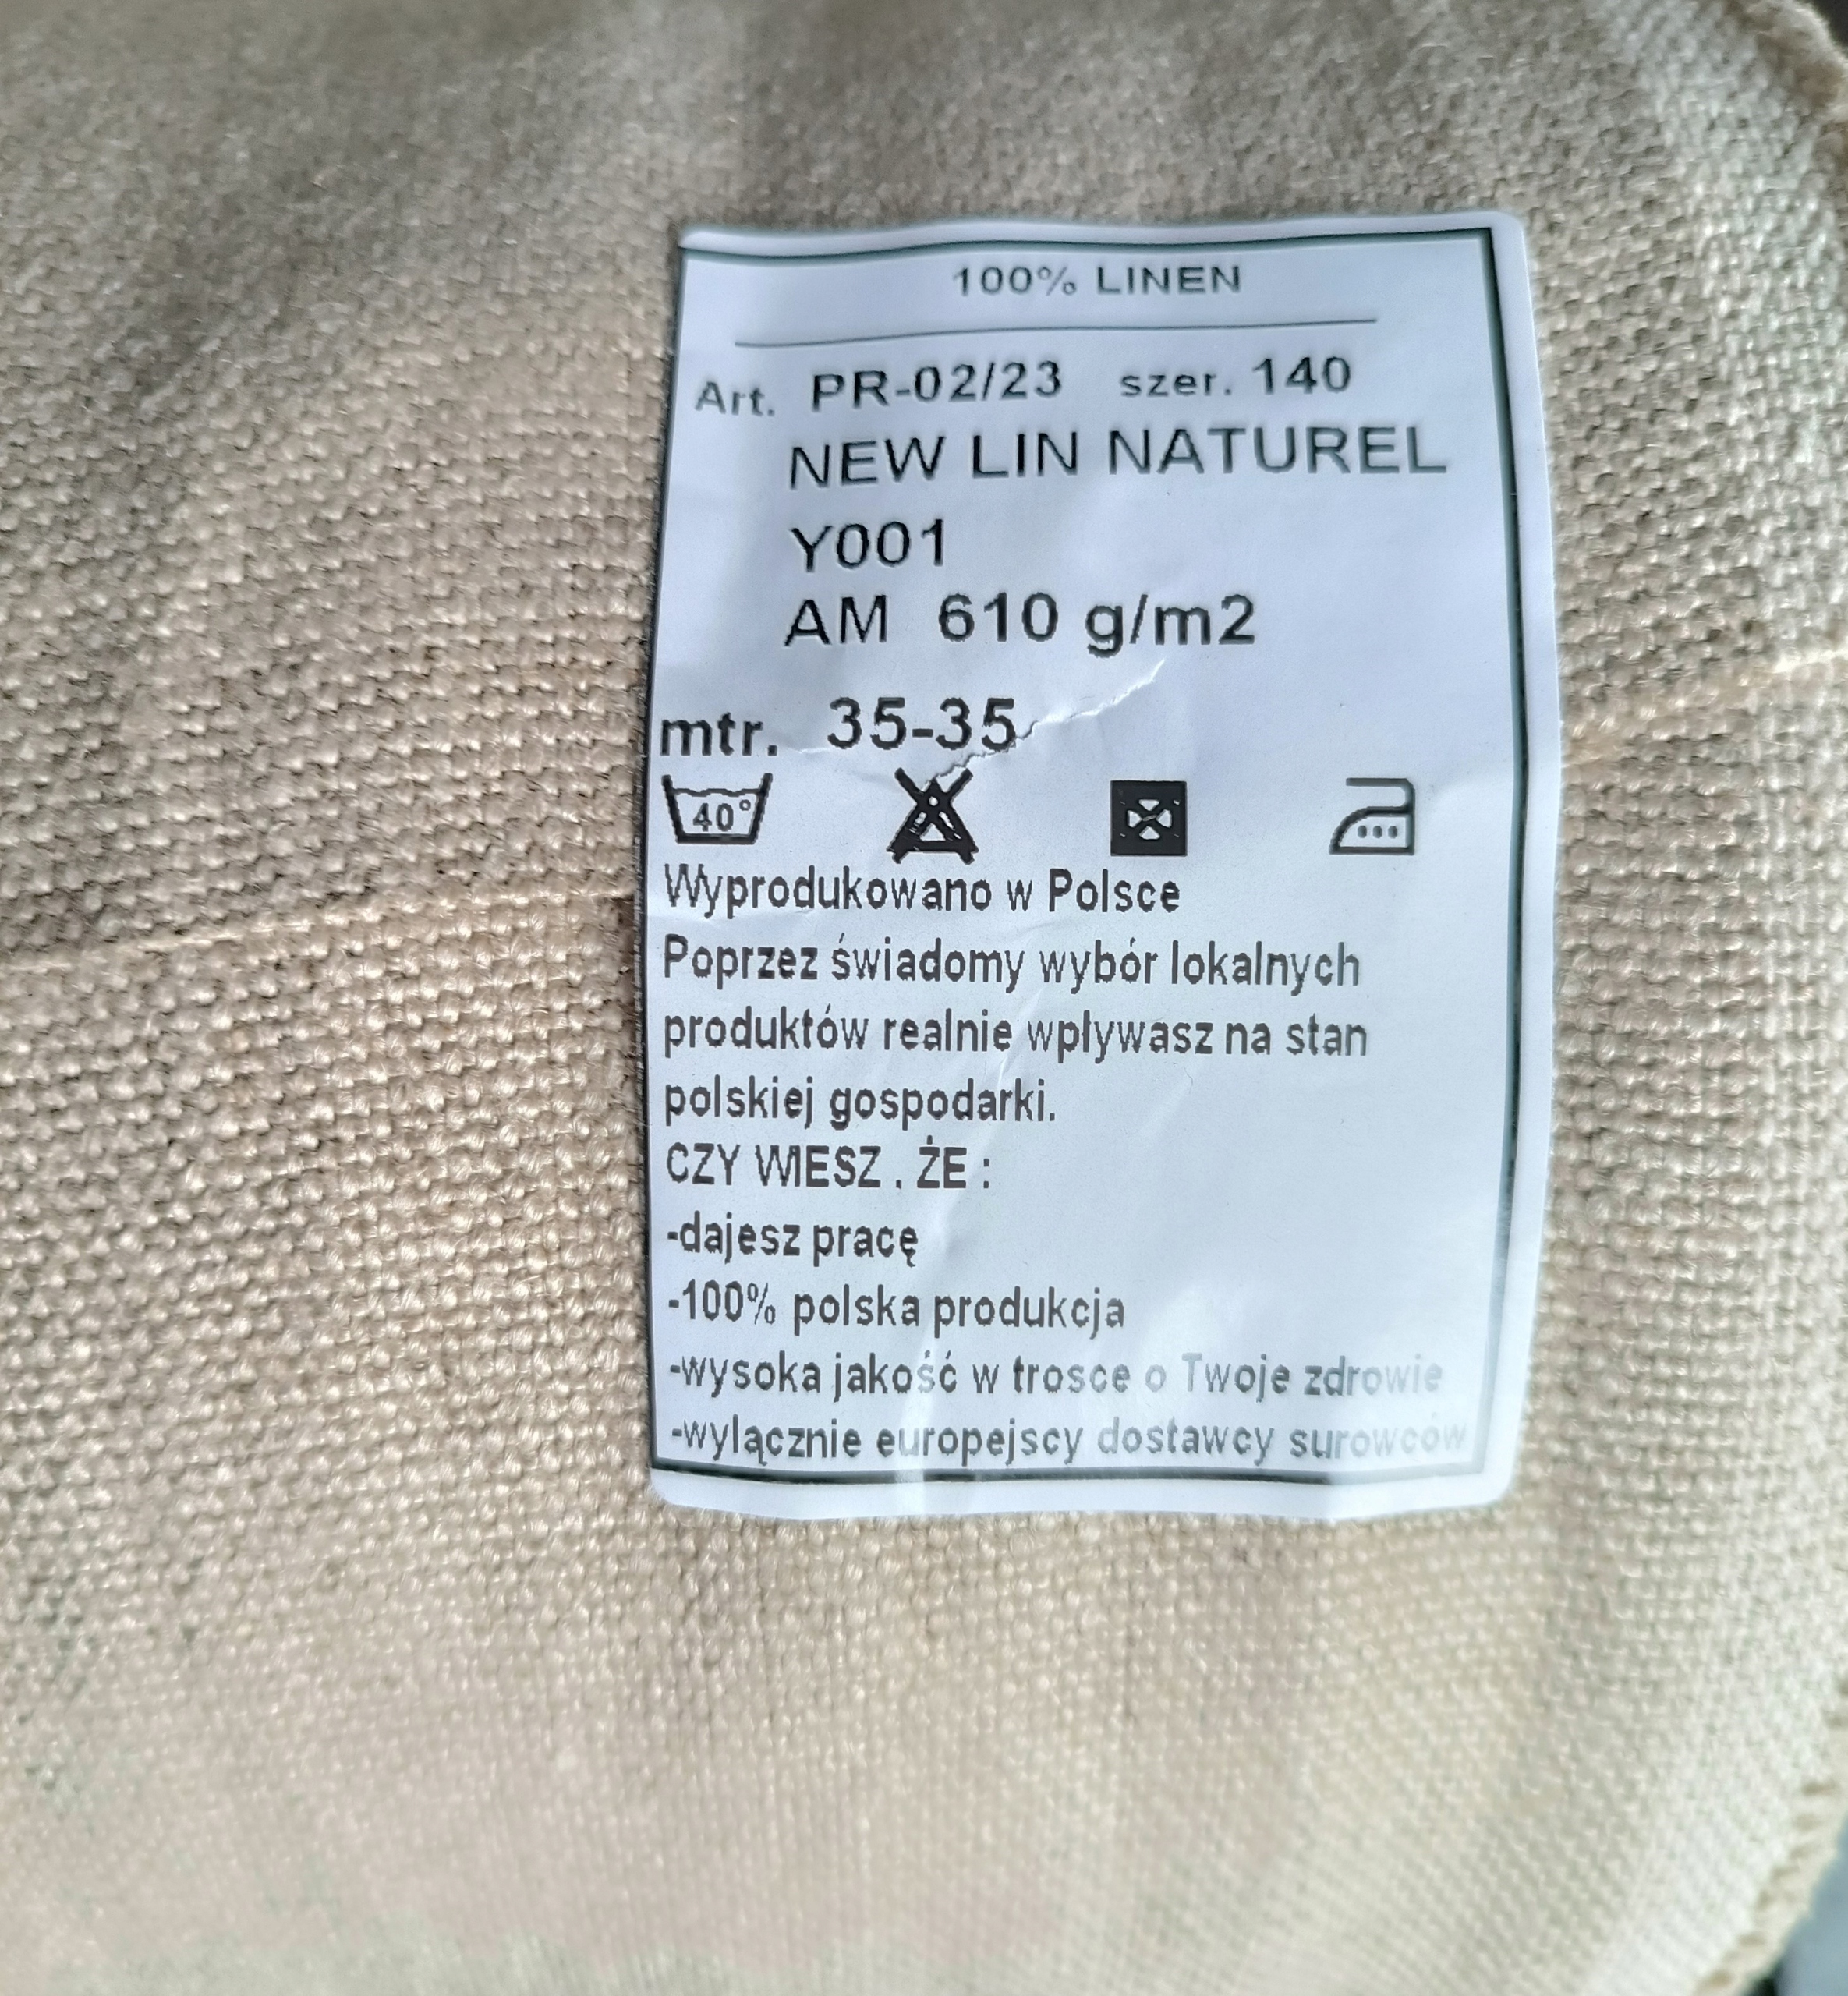 100% LINEN
Art. PR-02/23 szer. 140
NEW LIN NATUREL
Y001
AM 610 g/m2
mtr. 35-35
40°
Wyprodukowano w Polsce
Poprzez świadomy wybór lokalnych
produktów realnie wpływasz na stan
polskiej gospodarki.
CZY WIESZ . ŻE :
-dajesz pracę
-100% polska produkcja
-wysoka jakość w trosce o Twoje zdrowie
-wyłącznie europejscy dostawcy surowców